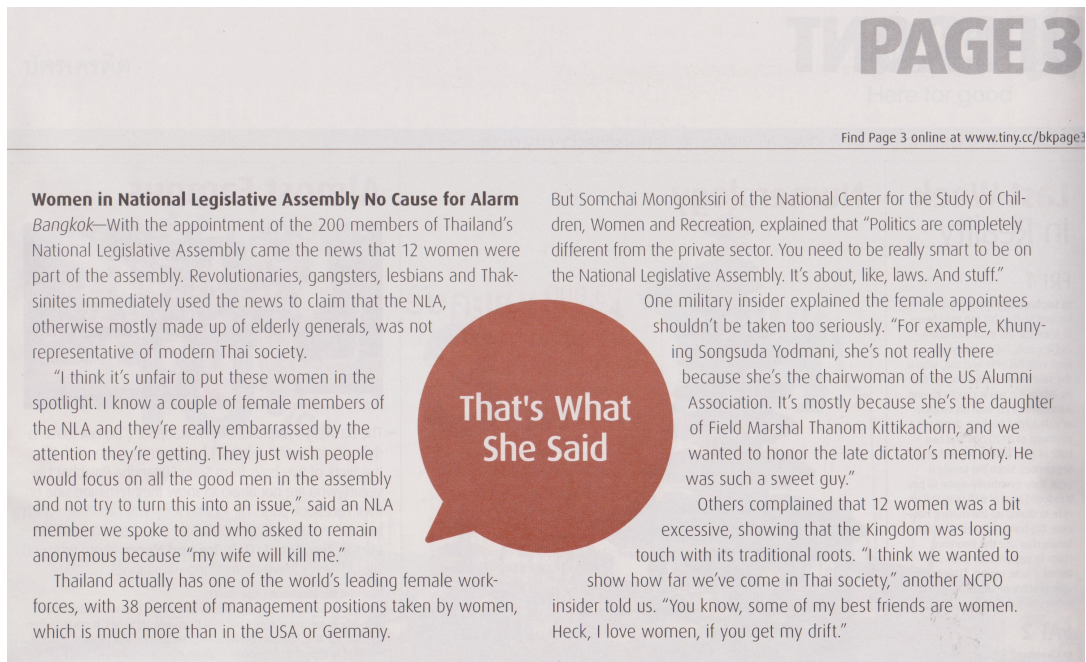 PAGE 3
Find Page 3 online at www.tiny.cc/bkpage3
Women in National Legislative Assembly No Cause for Alarm
Bangkok—With the appointment of the 200 members of Thailand's
National Legislative Assembly came the news that 12 women were
part of the assembly. Revolutionaries, gangsters, lesbians and Thak-
sinites immediately used the news to claim that the NLA,
otherwise mostly made up of elderly generals, was not
representative of modern Thai society.
"I think it's unfair to put these women in the
spotlight. I know a couple of female members of
the NLA and they're really embarrassed by the
attention they're getting. They just wish people
would focus on all the good men in the assembly
and not try to turn this into an issue," said an NLA
member we spoke to and who asked to remain
anonymous because "my wife will kill me."
Thailand actually has one of the world's leading female work-
forces, with 38 percent of management positions taken by women,
which is much more than in the USA or Germany.
That's What
She Said
But Somchai Mongonksiri of the National Center for the Study of Chil-
dren, Women and Recreation, explained that "Politics are completely
different from the private sector. You need to be really smart to be on
the National Legislative Assembly. It's about, like, laws. And stuff."
One military insider explained the female appointees
shouldn't be taken too seriously. "For example, Khuny-
ing Songsuda Yodmani, she's not really there
because she's the chairwoman of the US Alumni
Association. It's mostly because she's the daughter
of Field Marshal Thanom Kittikachorn, and we
wanted to honor the late dictator's memory. He
was such a sweet guy."
Others complained that 12 women was a bit
excessive, showing that the Kingdom was losing
touch with its traditional roots. "I think we wanted to
show how far we've come in Thai society," another NCPO
insider told us. "You know, some of my best friends are women.
Heck, I love women, if you get my drift."